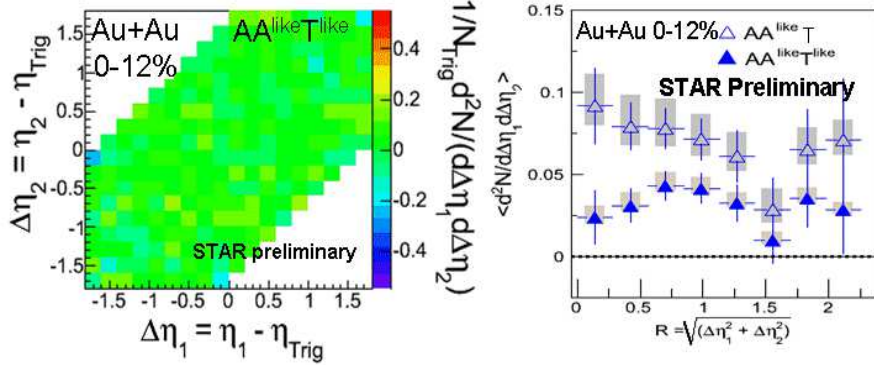 Au+Au
0-12%
AA^like T^like
Δη₂ = η₂ - η_Trig
1.5
1
0.5
0
-0.5
-1
-1.5
STAR preliminary
-1.5 -1 -0.5 0 0.5 1 1.5
Δη₁ = η₁ - η_Trig
0.4
0.2
0
-0.2
-0.4
1/N_Trig d²N/(dΔη₁dΔη₂)
<d²N/dΔη₁dΔη₂>
0.15
0.1
0.05
0
Au+Au 0-12%
AA^like T
AA^like T^like
STAR Preliminary
0 0.5 1 1.5 2
R = √(Δη₁² + Δη₂²)